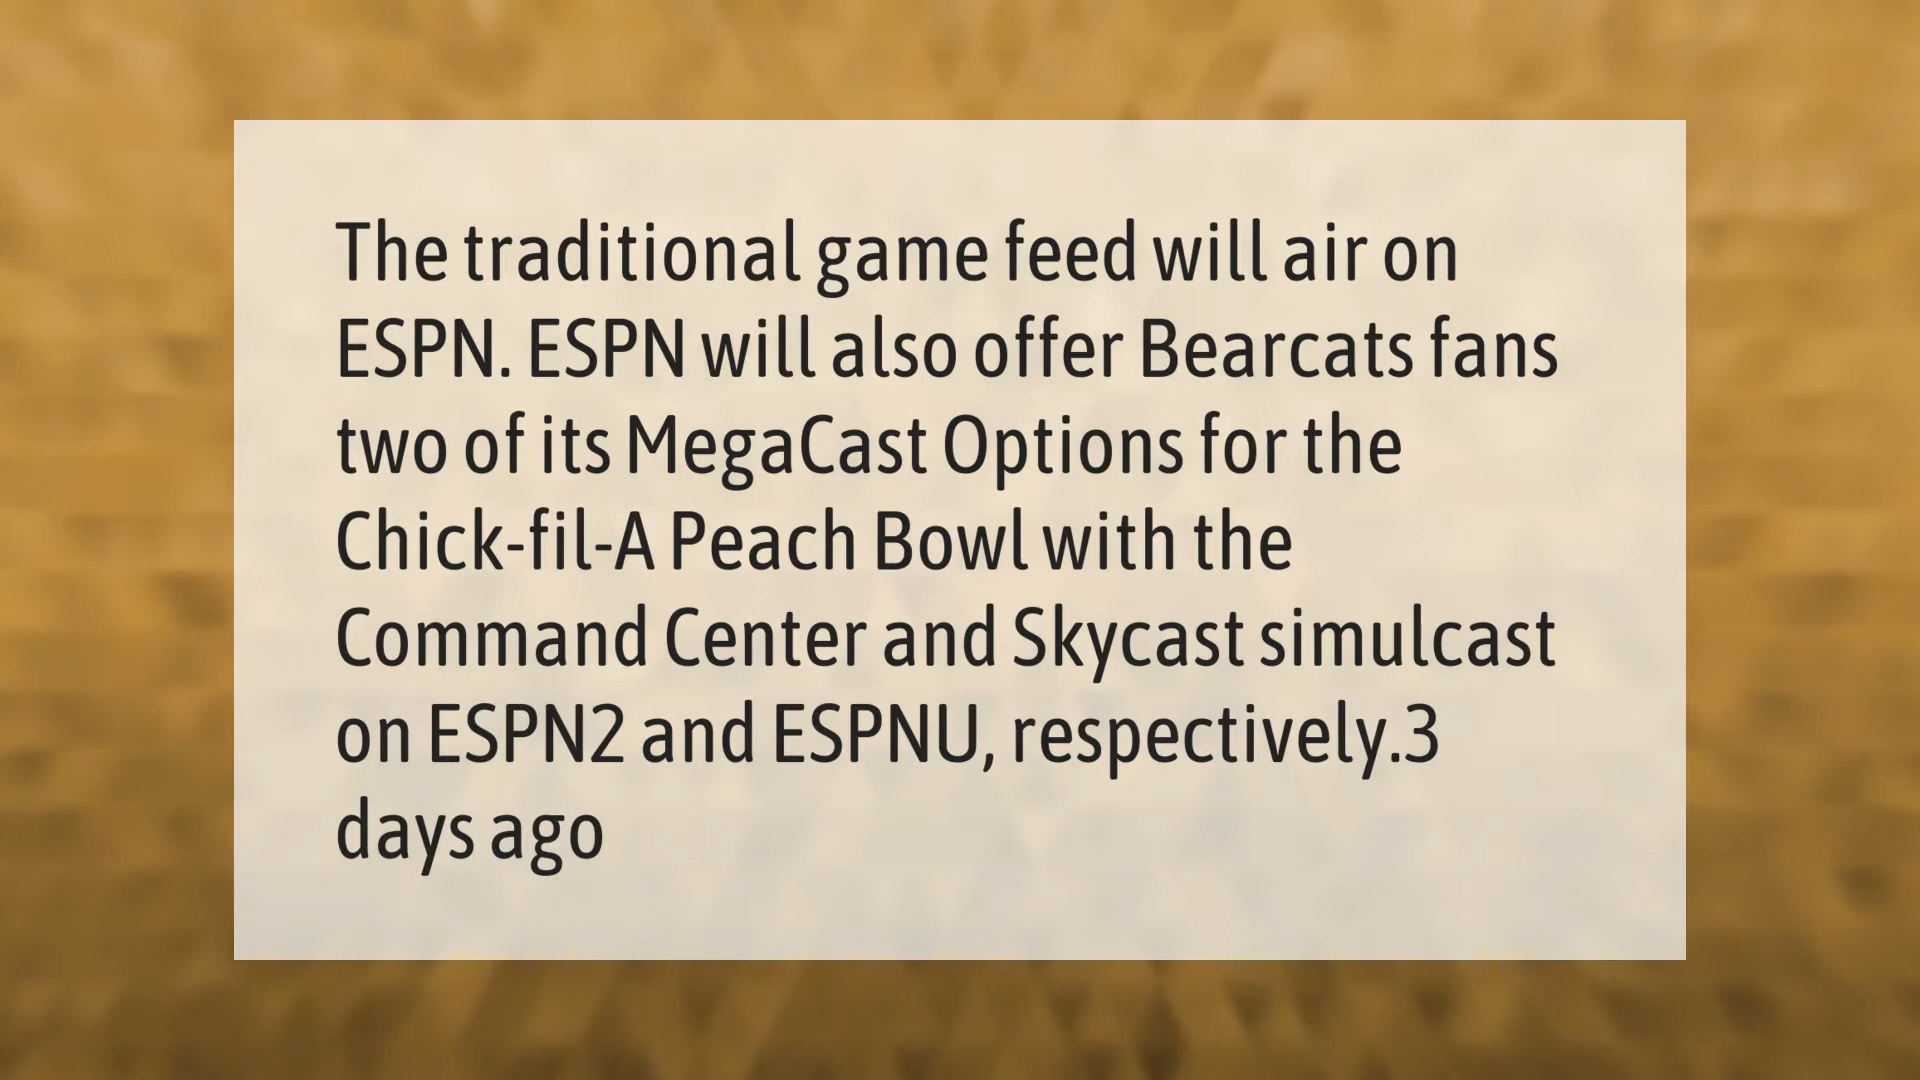 The traditional game feed will air on
ESPN. ESPN will also offer Bearcats fans
two of its MegaCast Options for the
Chick-fil-A Peach Bowl with the
Command Center and Skycast simulcast
on ESPN2 and ESPNU, respectively.3
days ago